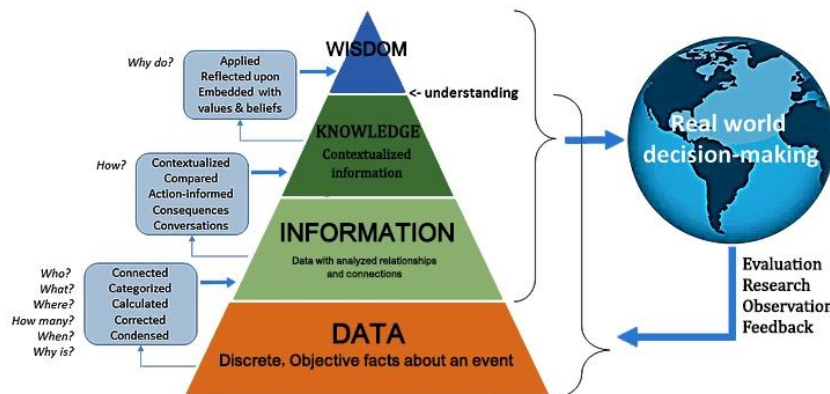 WISDOM
Why do?
Applied
Reflected upon
Embedded with
values & beliefs
<- understanding
KNOWLEDGE
Contextualized
information
How?
Contextualized
Compared
Action-informed
Consequences
Conversations
INFORMATION
Data with analyzed relationships
and connections
Who?
What?
Where?
How many?
When?
Why is?
Connected
Categorized
Calculated
Corrected
Condensed
DATA
Discrete, Objective facts about an event
Real world
decision-making
Evaluation
Research
Observation
Feedback